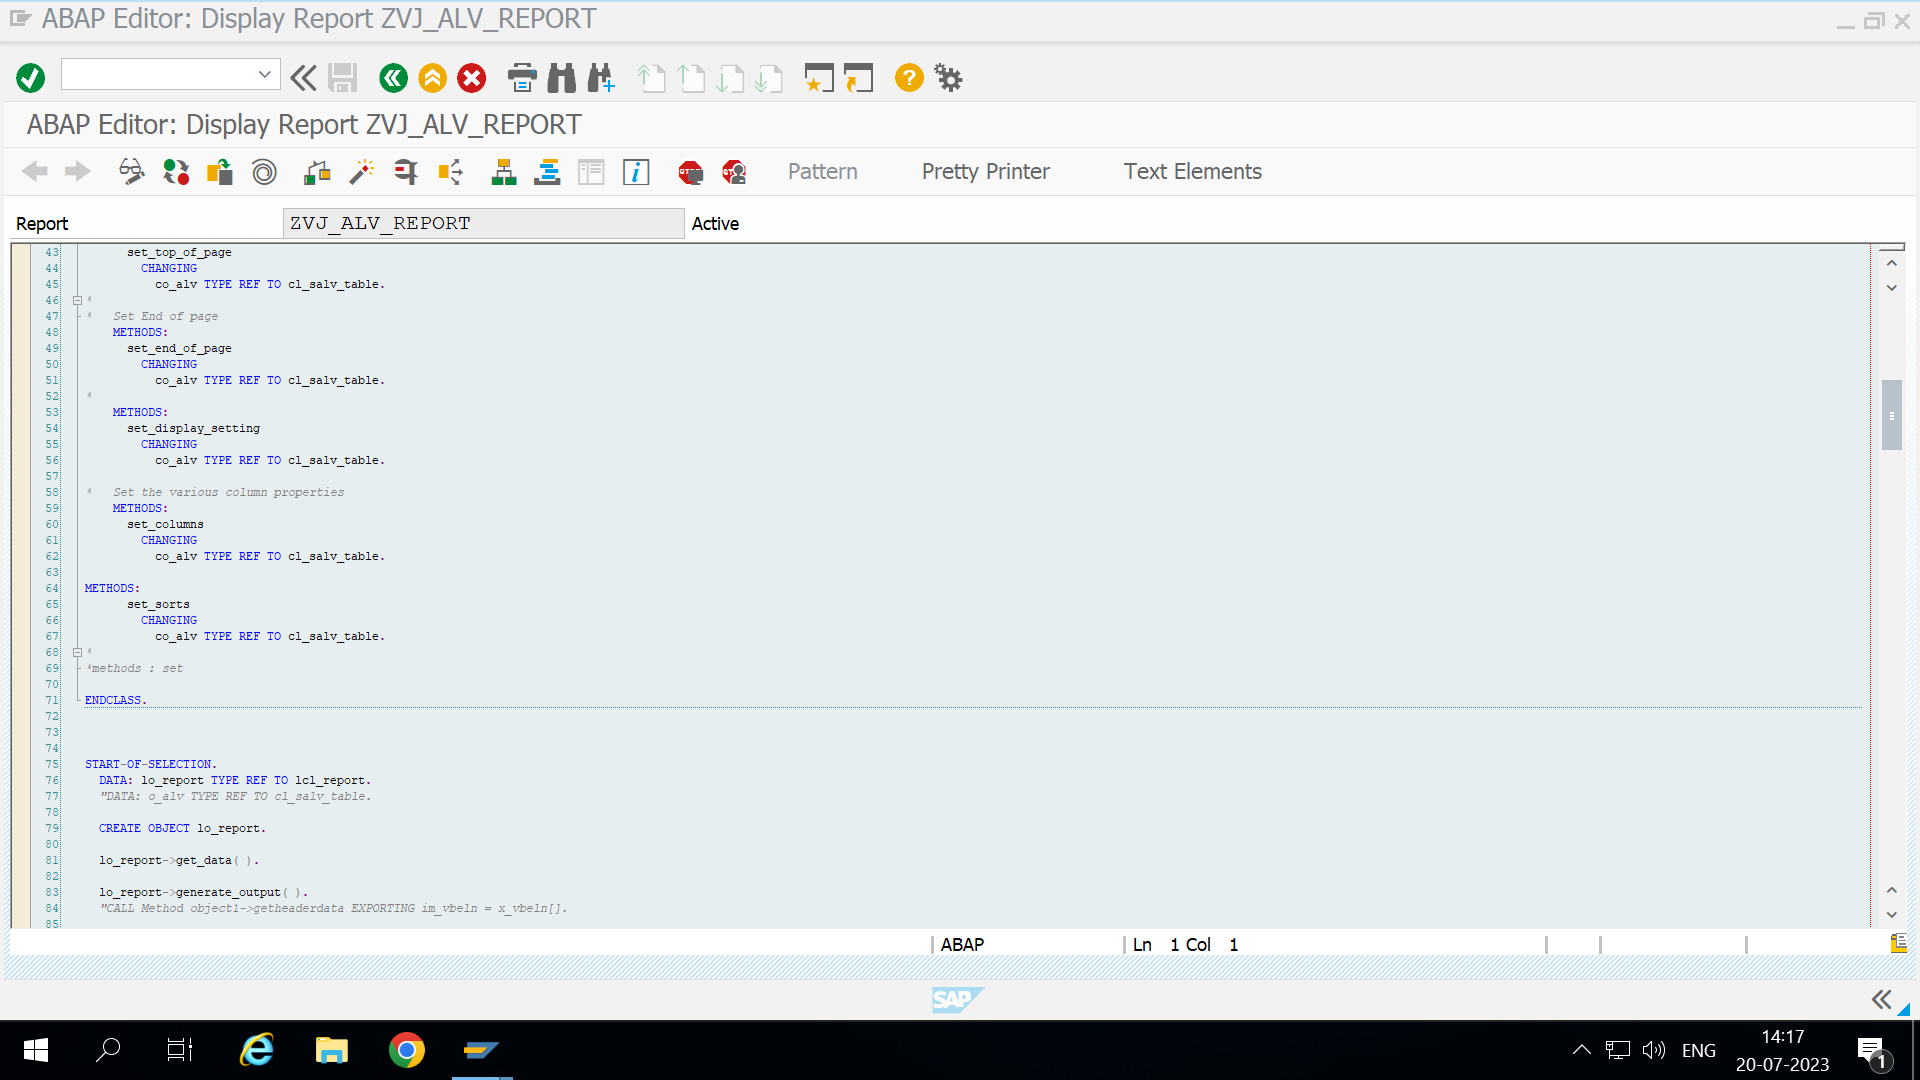 ABAP Editor: Display Report ZVJ_ALV_REPORT
ABAP Editor: Display Report ZVJ_ALV_REPORT
Pattern Pretty Printer Text Elements
Report ZVJ_ALV_REPORT Active
43 set_top_of_page
44 CHANGING
45 co_alv TYPE REF TO cl_salv_table.
46 *
47 * Set End of page
48 METHODS:
49 set_end_of_page
50 CHANGING
51 co_alv TYPE REF TO cl_salv_table.
52 *
53 METHODS:
54 set_display_setting
55 CHANGING
56 co_alv TYPE REF TO cl_salv_table.
57
58 * Set the various column properties
59 METHODS:
60 set_columns
61 CHANGING
62 co_alv TYPE REF TO cl_salv_table.
63
64 METHODS:
65 set_sorts
66 CHANGING
67 co_alv TYPE REF TO cl_salv_table.
68 *
69 *methods : set
70
71 ENDCLASS.
72
73
74
75 START-OF-SELECTION.
76 DATA: lo_report TYPE REF TO lcl_report.
77 "DATA: o_alv TYPE REF TO cl_salv_table.
78
79 CREATE OBJECT lo_report.
80
81 lo_report->get_data( ).
82
83 lo_report->generate_output( ).
84 "CALL Method object1->getheaderdata EXPORTING im_vbeln = x_vbeln[].
85
ABAP Ln 1 Col 1
SAP
ENG 14:17
20-07-2023
1